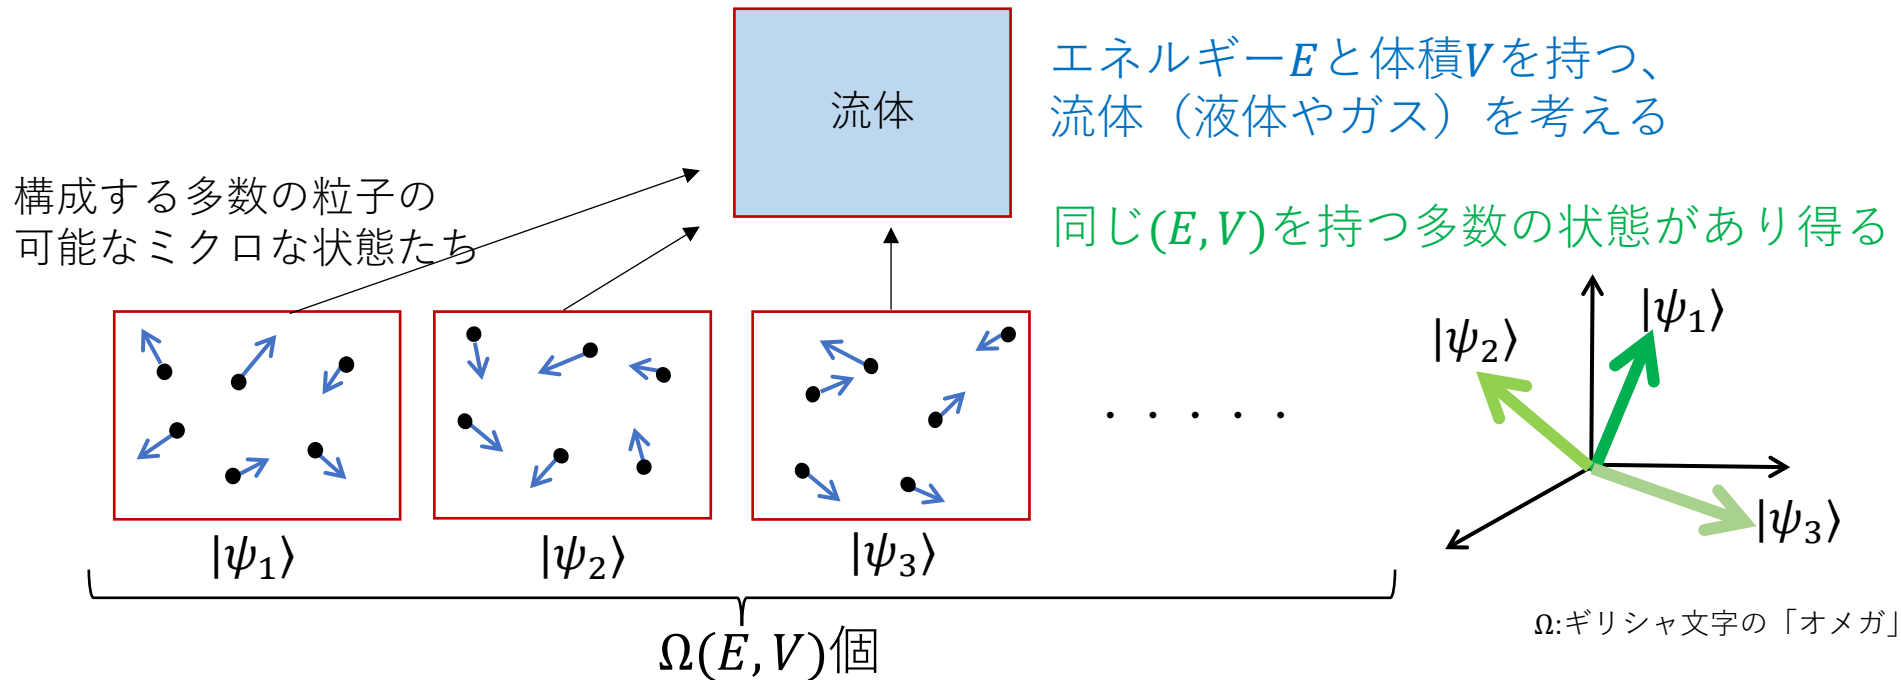 流体
エネルギーEと体積Vを持つ、
流体（液体やガス）を考える
構成する多数の粒子の
可能なミクロな状態たち
同じ(E,V)を持つ多数の状態があり得る
|ψ₁⟩
|ψ₂⟩
|ψ₃⟩
・・・・・
|ψ₁⟩
|ψ₂⟩
|ψ₃⟩
Ω(E,V)個
Ω:ギリシャ文字の「オメガ」